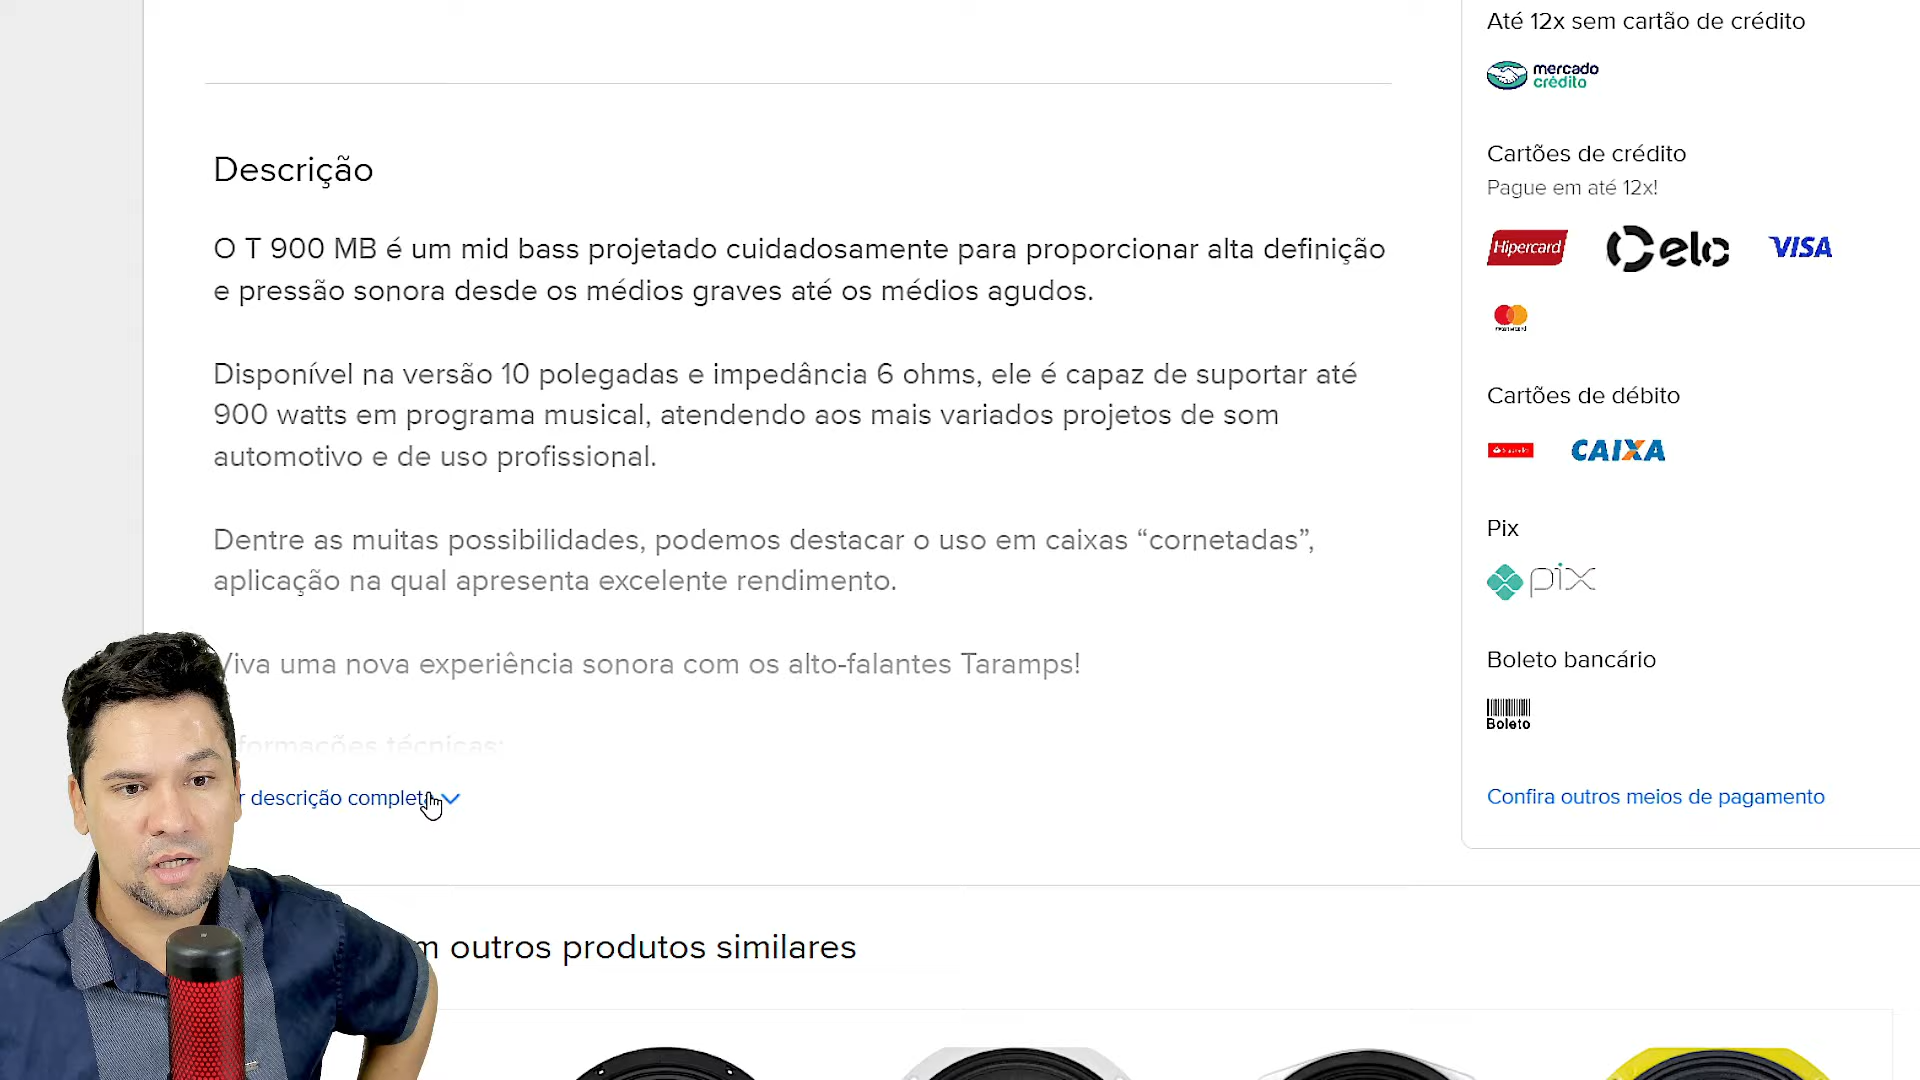 Até 12x sem cartão de crédito
mercado
crédito
Cartões de crédito
Pague em até 12x!
Hipercard
elo
VISA
Cartões de débito
CAIXA
Pix
pix
Boleto bancário
Boleto
Confira outros meios de pagamento
Descrição
O T 900 MB é um mid bass projetado cuidadosamente para proporcionar alta definição
e pressão sonora desde os médios graves até os médios agudos.
Disponível na versão 10 polegadas e impedância 6 ohms, ele é capaz de suportar até
900 watts em programa musical, atendendo aos mais variados projetos de som
automotivo e de uso profissional.
Dentre as muitas possibilidades, podemos destacar o uso em caixas “cornetadas”,
aplicação na qual apresenta excelente rendimento.
Viva uma nova experiência sonora com os alto-falantes Taramps!
formações técnicas:
r descrição completa
m outros produtos similares